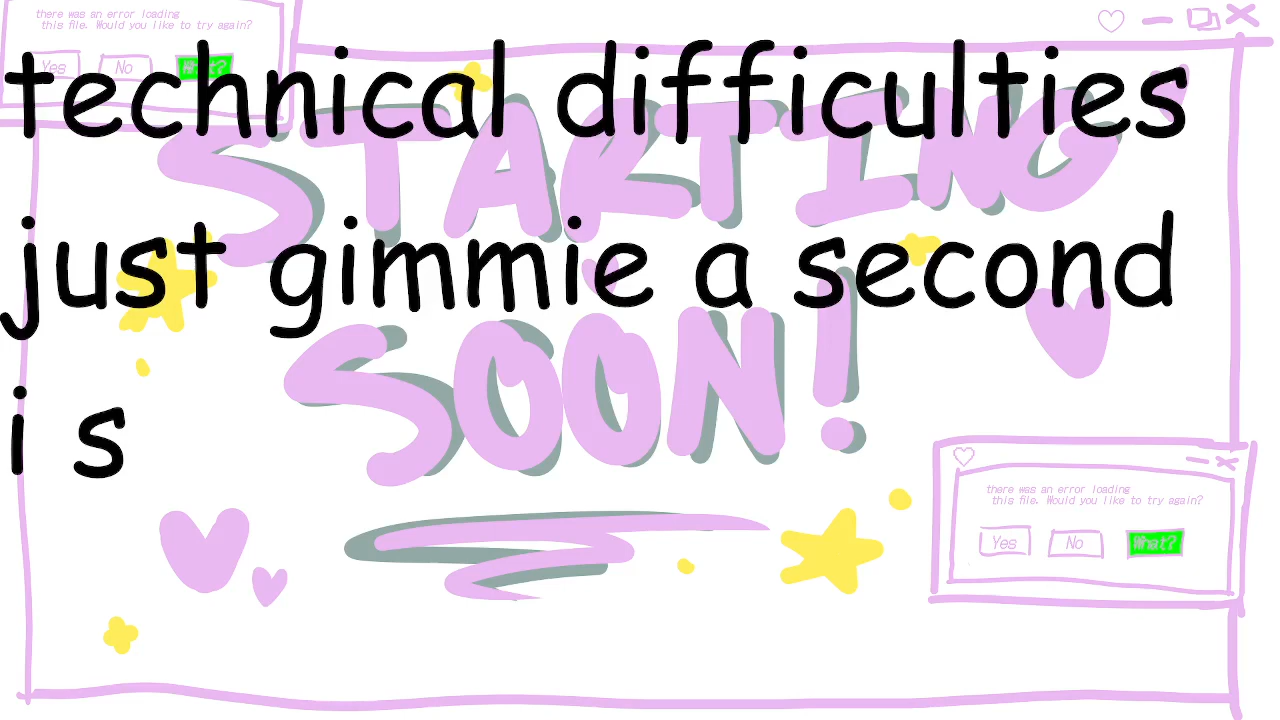 there was an error loading
this file. Would you like to try again?
Yes No What?
technical difficulties
STARTING
just gimmie a second
SOON!
i s
there was an error loading
this file. Would you like to try again?
Yes No What?